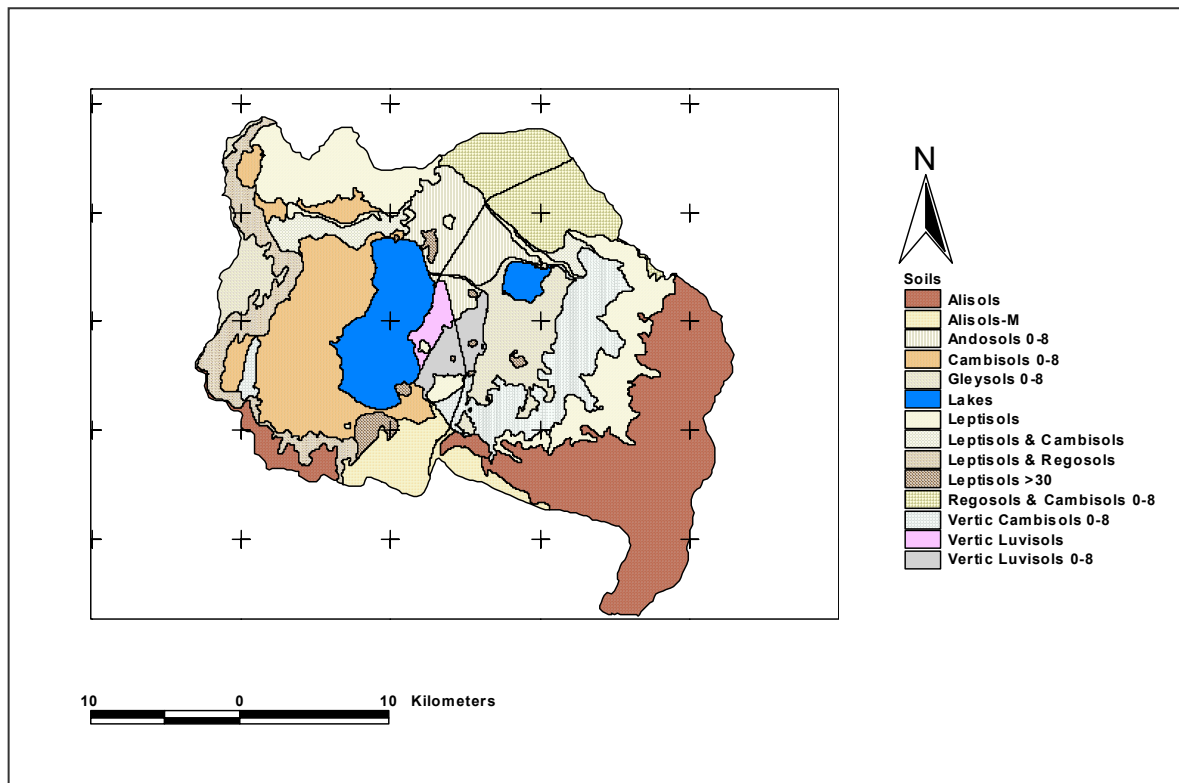 N
Soils
Alisols
Alisols-M
Andosols 0-8
Cambisols 0-8
Gleysols 0-8
Lakes
Leptisols
Leptisols & Cambisols
Leptisols & Regosols
Leptisols >30
Regosols & Cambisols 0-8
Vertic Cambisols 0-8
Vertic Luvisols
Vertic Luvisols 0-8
10 0 10 Kilometers